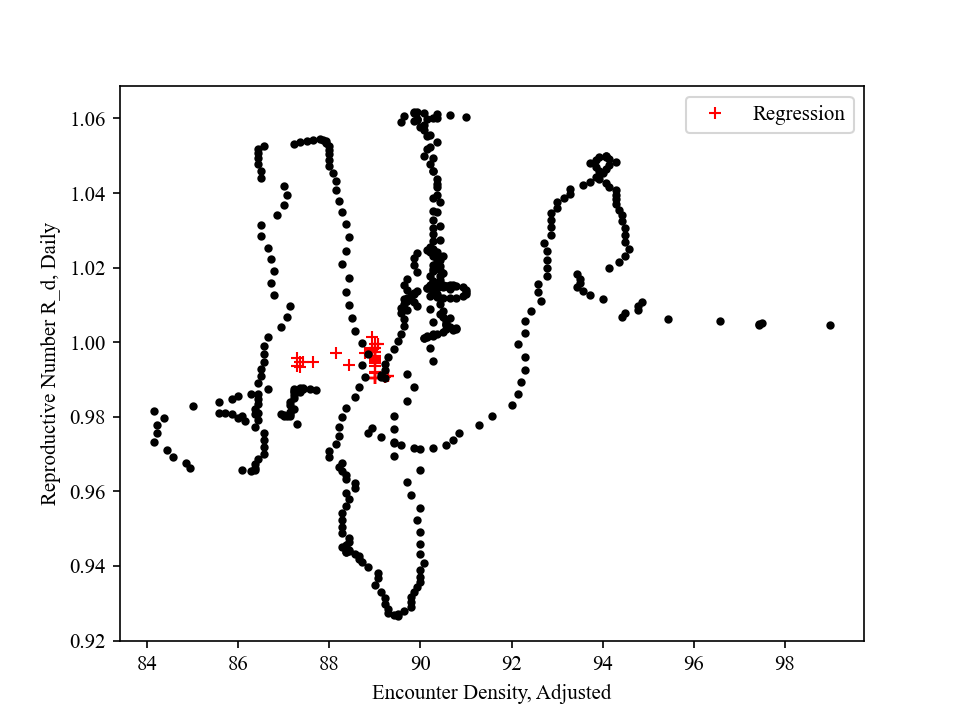 Regression
1.06
1.04
1.02
1.00
0.98
0.96
0.94
0.92
Reproductive Number R_d, Daily
84 86 88 90 92 94 96 98
Encounter Density, Adjusted